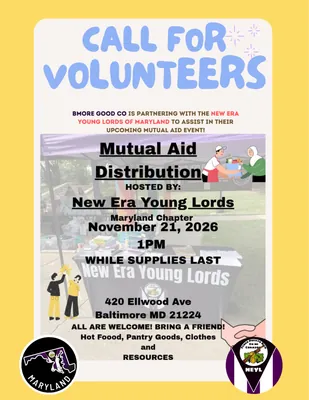 CALL FOR
VOLUNTEERS
BMORE GOOD CO IS PARTNERING WITH THE NEW ERA
YOUNG LORDS OF MARYLAND TO ASSIST IN THEIR
UPCOMING MUTUAL AID EVENT!
Mutual Aid
Distribution
HOSTED BY:
New Era Young Lords
Maryland Chapter
November 21, 2026
1PM
WHILE SUPPLIES LAST
New Era Young Lords
420 Ellwood Ave
Baltimore MD 21224
ALL ARE WELCOME! BRING A FRIEND!
Hot Foood, Pantry Goods, Clothes
and
RESOURCES
MARYLAND
NEYL